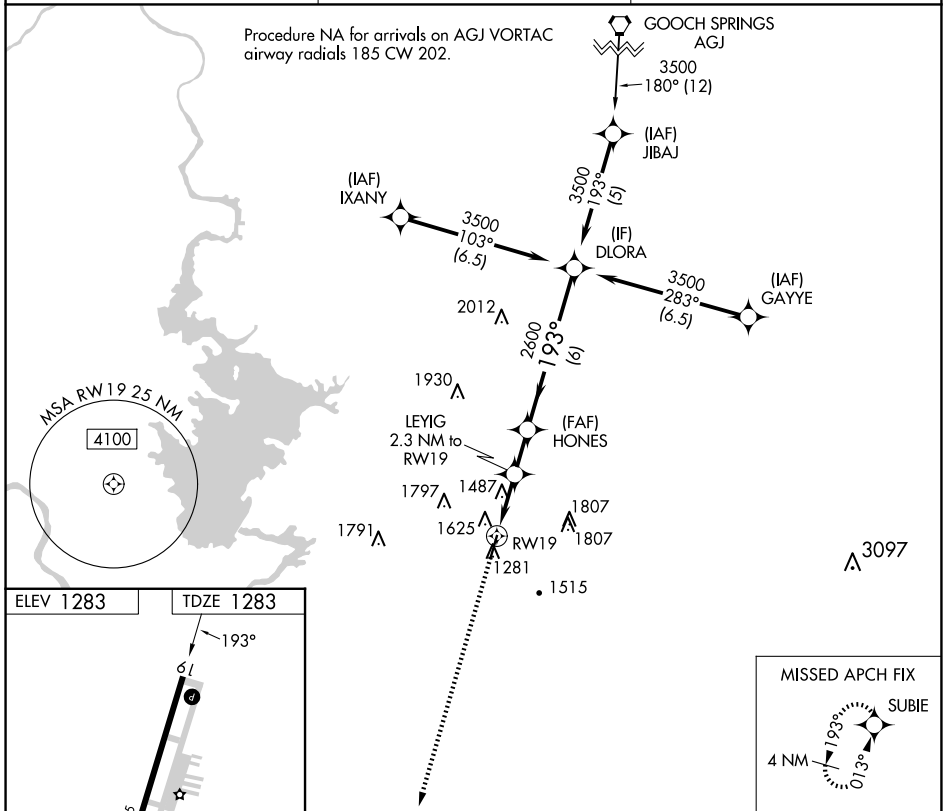 Procedure NA for arrivals on AGJ VORTAC
airway radials 185 CW 202.
GOOCH SPRINGS
AGJ
3500
180° (12)
(IAF)
JIBAJ
3500
193°
(5)
(IAF)
IXANY
3500
103°
(6.5)
(IF)
DLORA
3500
283°
(6.5)
(IAF)
GAYYE
2012
2600
193°
(6)
1930
MSA RW19 25 NM
4100
LEYIG
2.3 NM to
RW19
(FAF)
HONES
1797
1487
1625
1807
1807
1791
RW19
1281
3097
1515
ELEV 1283
TDZE 1283
193°
19
P
MISSED APCH FIX
SUBIE
193°
4 NM
013°